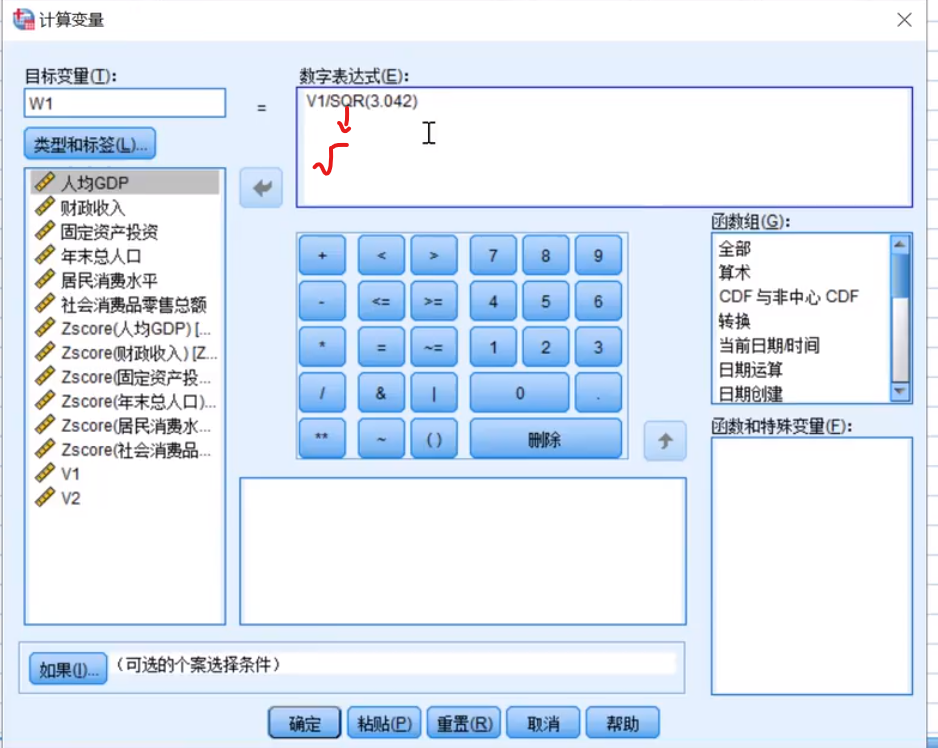 计算变量
目标变量(T):
W1
=
类型和标签(L)...
数字表达式(E):
V1/SQR(3.042)
√
人均GDP
财政收入
固定资产投资
年末总人口
居民消费水平
社会消费品零售总额
Zscore(人均GDP) [...
Zscore(财政收入) [Z...
Zscore(固定资产投...
Zscore(年末总人口)...
Zscore(居民消费水...
Zscore(社会消费品...
V1
V2
+ < > 7 8 9
- <= >= 4 5 6
* = ~= 1 2 3
/ & | 0 .
** ~ ( ) 删除
函数组(G):
全部
算术
CDF 与非中心 CDF
转换
当前日期/时间
日期运算
日期创建
函数和特殊变量(F):
如果(I)...
（可选的个案选择条件）
确定
粘贴(P)
重置(R)
取消
帮助